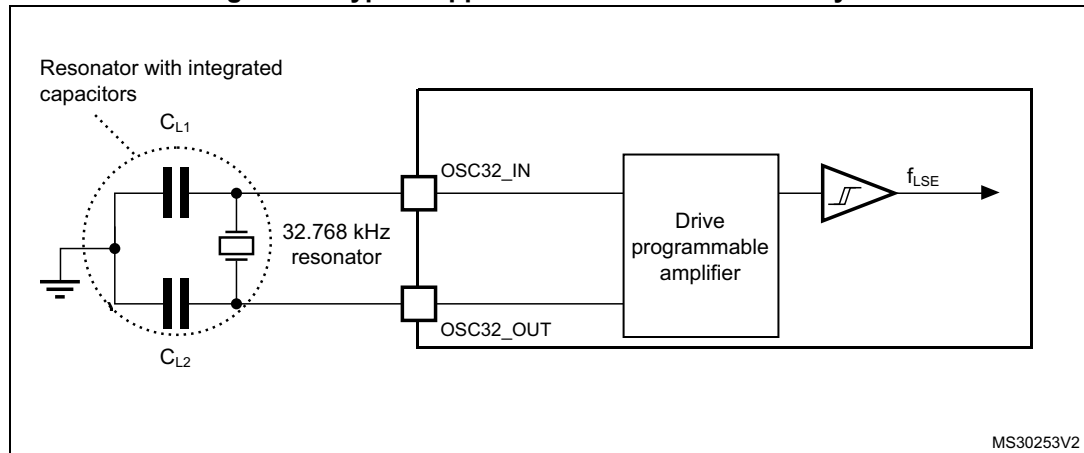 Resonator with integrated
capacitors
CL1
OSC32_IN
fLSE
Drive
programmable
amplifier
32.768 kHz
resonator
OSC32_OUT
CL2
MS30253V2